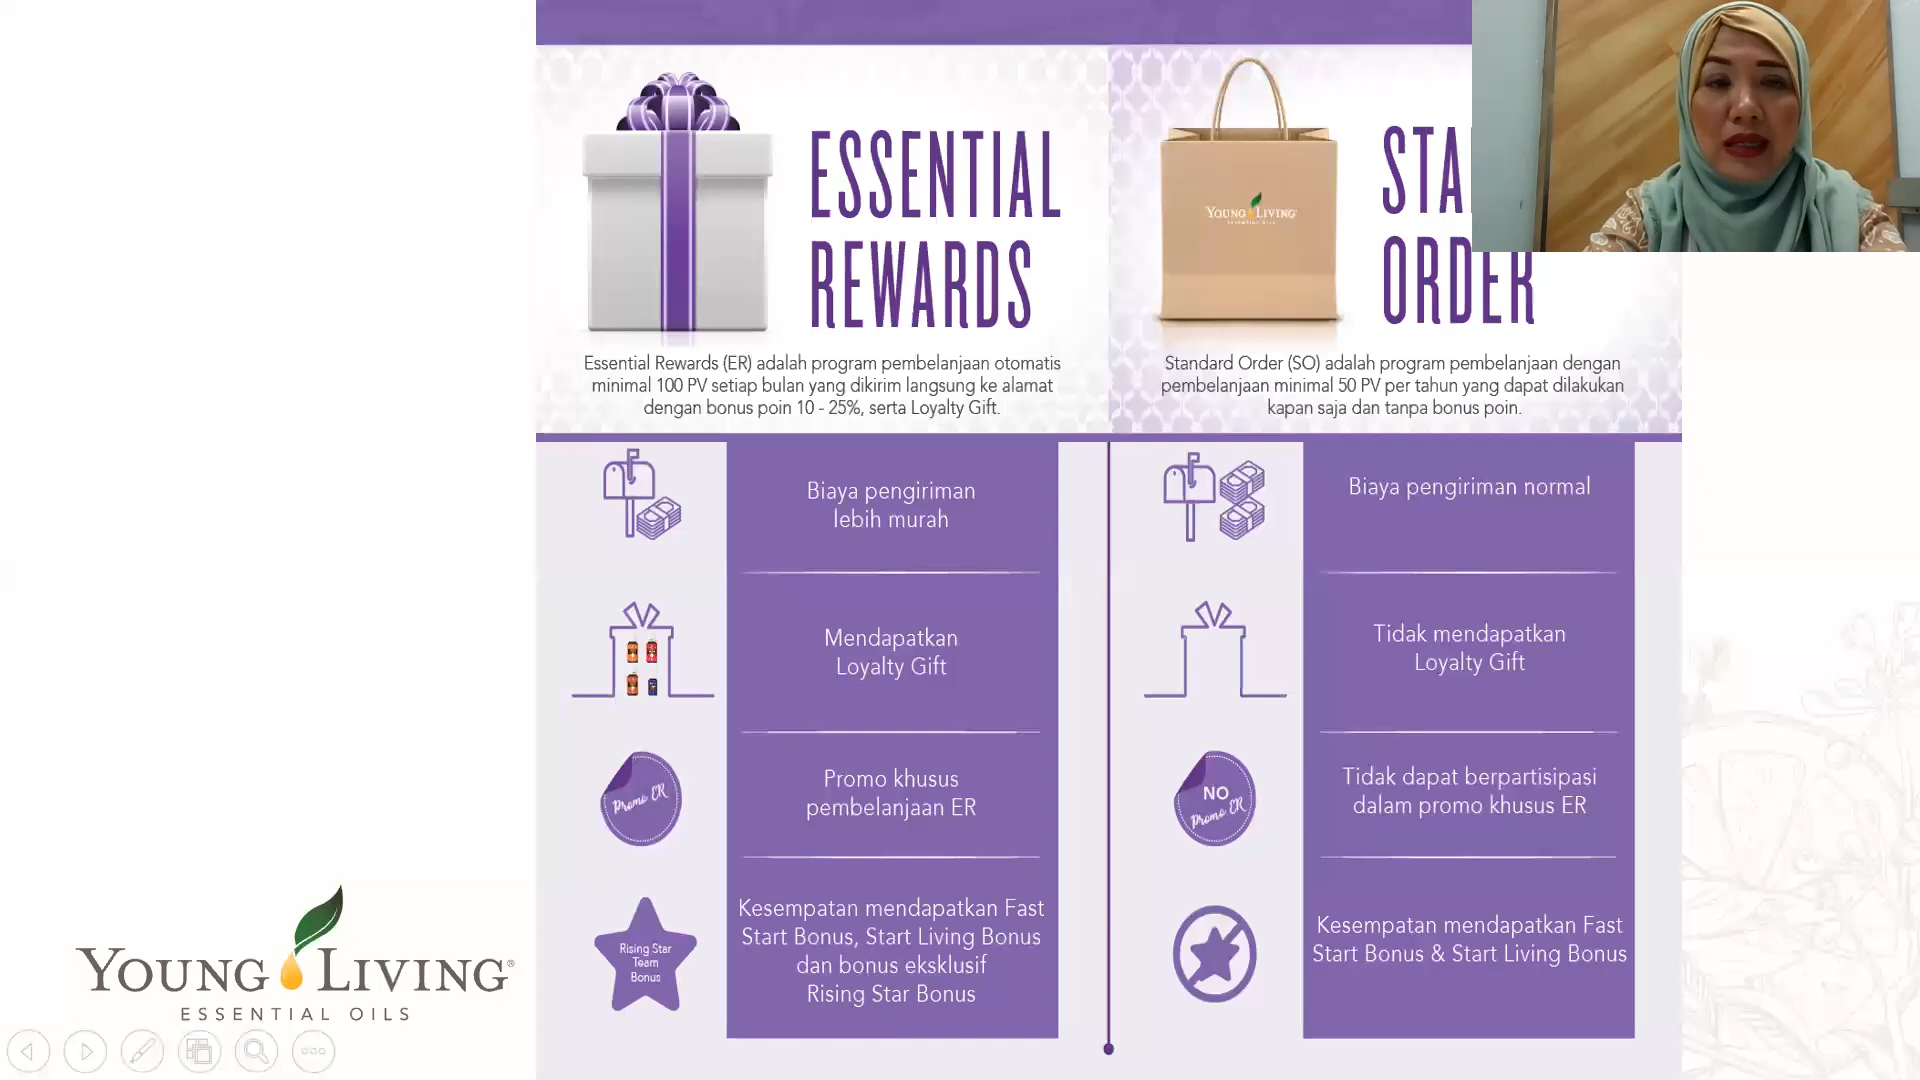 ESSENTIAL
REWARDS
Essential Rewards (ER) adalah program pembelanjaan otomatis
minimal 100 PV setiap bulan yang dikirim langsung ke alamat
dengan bonus poin 10 - 25%, serta Loyalty Gift.
Biaya pengiriman
lebih murah
Mendapatkan
Loyalty Gift
Promo ER
Promo khusus
pembelanjaan ER
Rising Star
Team
Bonus
Kesempatan mendapatkan Fast
Start Bonus, Start Living Bonus
dan bonus eksklusif
Rising Star Bonus
YOUNG LIVING
ESSENTIAL OILS
STA
ORDER
Standard Order (SO) adalah program pembelanjaan dengan
pembelanjaan minimal 50 PV per tahun yang dapat dilakukan
kapan saja dan tanpa bonus poin.
Biaya pengiriman normal
Tidak mendapatkan
Loyalty Gift
NO
Promo ER
Tidak dapat berpartisipasi
dalam promo khusus ER
Kesempatan mendapatkan Fast
Start Bonus & Start Living Bonus
YOUNG LIVING®
ESSENTIAL OILS